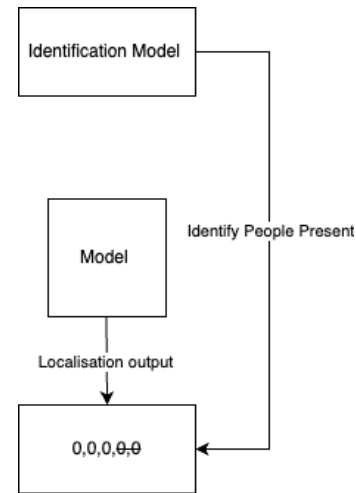 Identification Model
Identify People Present
Model
Localisation output
0,0,0,0,0